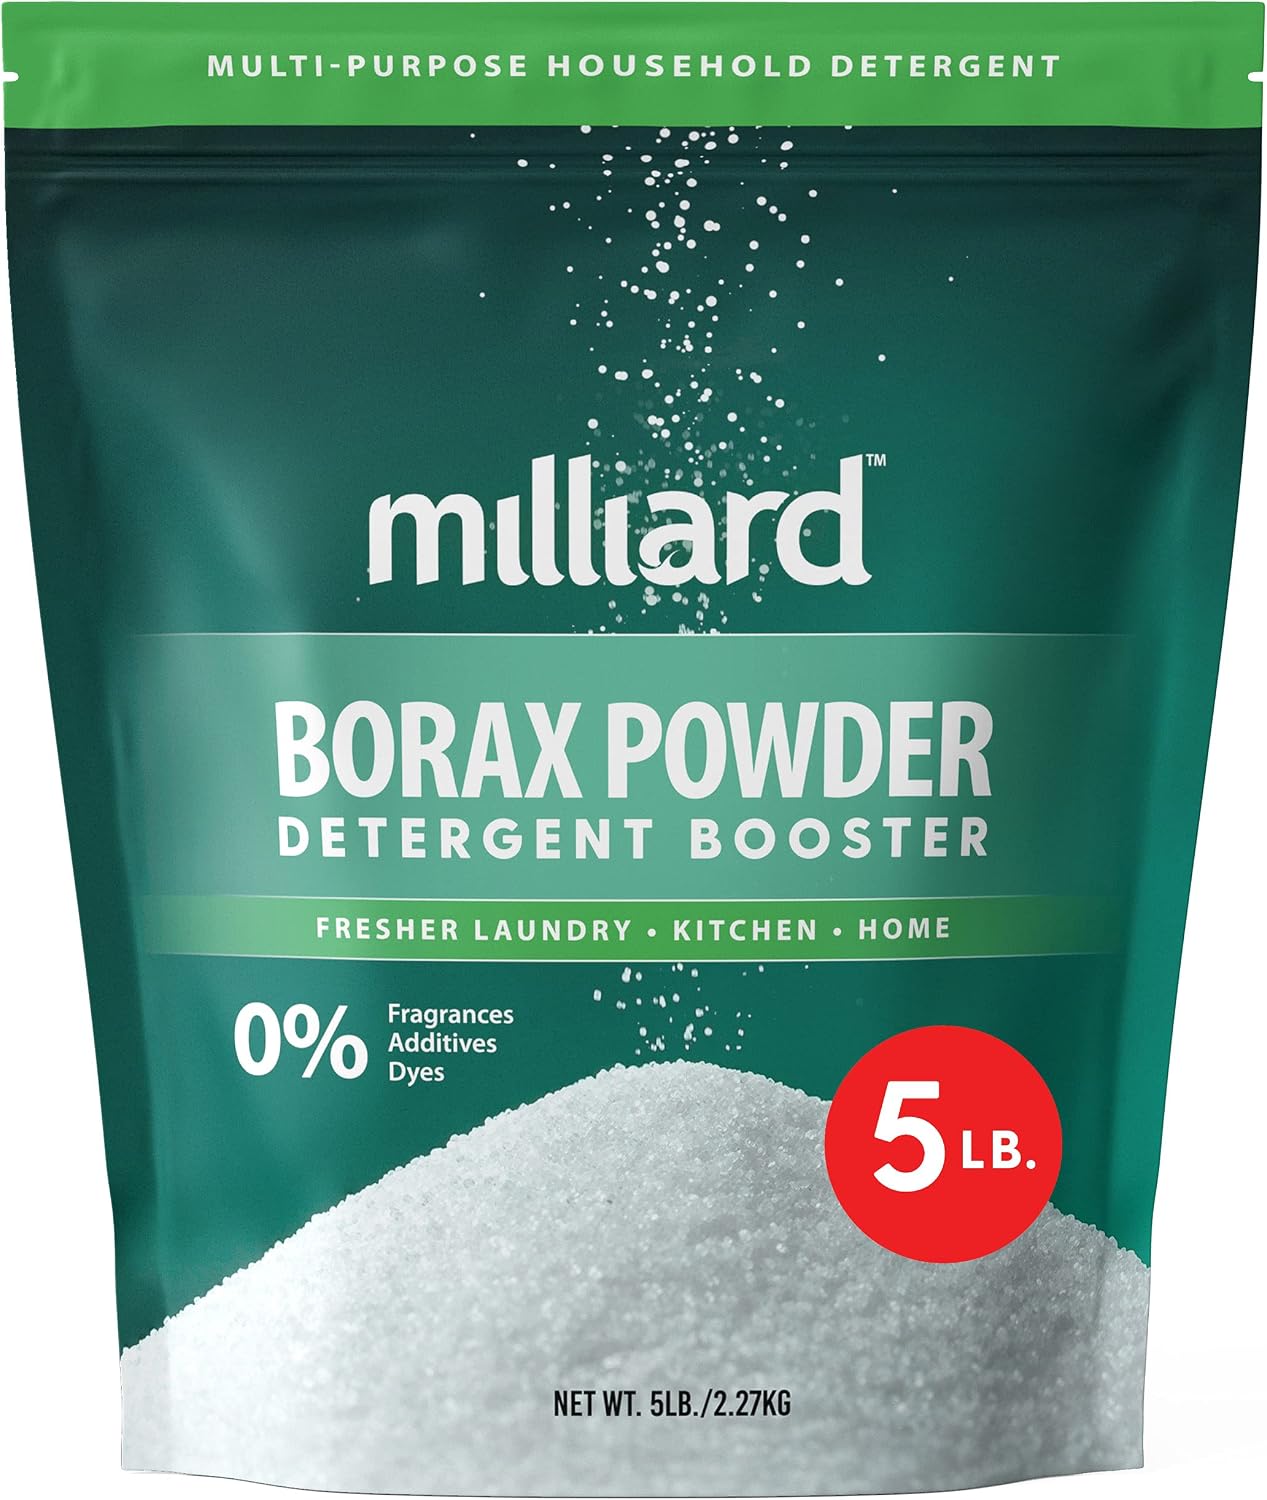 MULTI-PURPOSE HOUSEHOLD DETERGENT
milliard™
BORAX POWDER
DETERGENT BOOSTER
FRESHER LAUNDRY • KITCHEN • HOME
0% Fragrances
Additives
Dyes
5 LB.
NET WT. 5LB./2.27KG